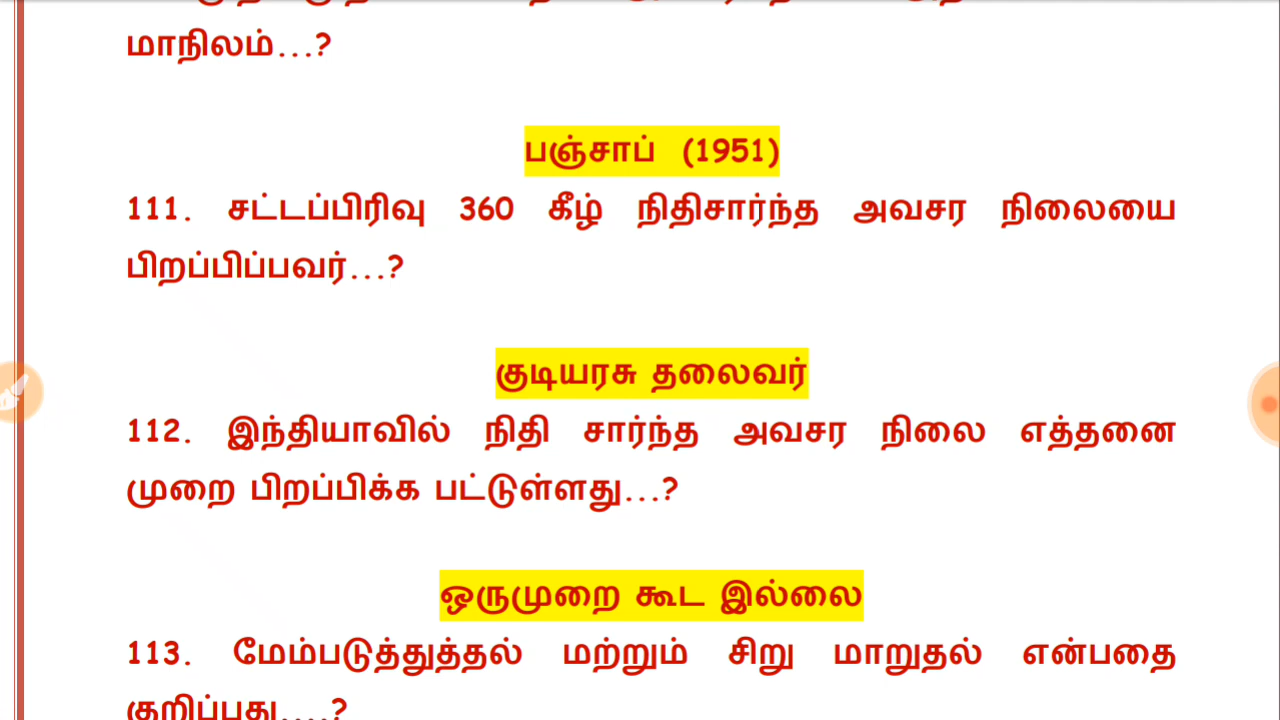 மாநிலம்...?
பஞ்சாப் (1951)
111. சட்டப்பிரிவு 360 கீழ் நிதிசார்ந்த அவசர நிலையை
பிறப்பிப்பவர்...?
குடியரசு தலைவர்
112. இந்தியாவில் நிதி சார்ந்த அவசர நிலை எத்தனை
முறை பிறப்பிக்க பட்டுள்ளது...?
ஒருமுறை கூட இல்லை
113. மேம்படுத்துத்தல் மற்றும் சிறு மாறுதல் என்பதை
குறிப்பது....?